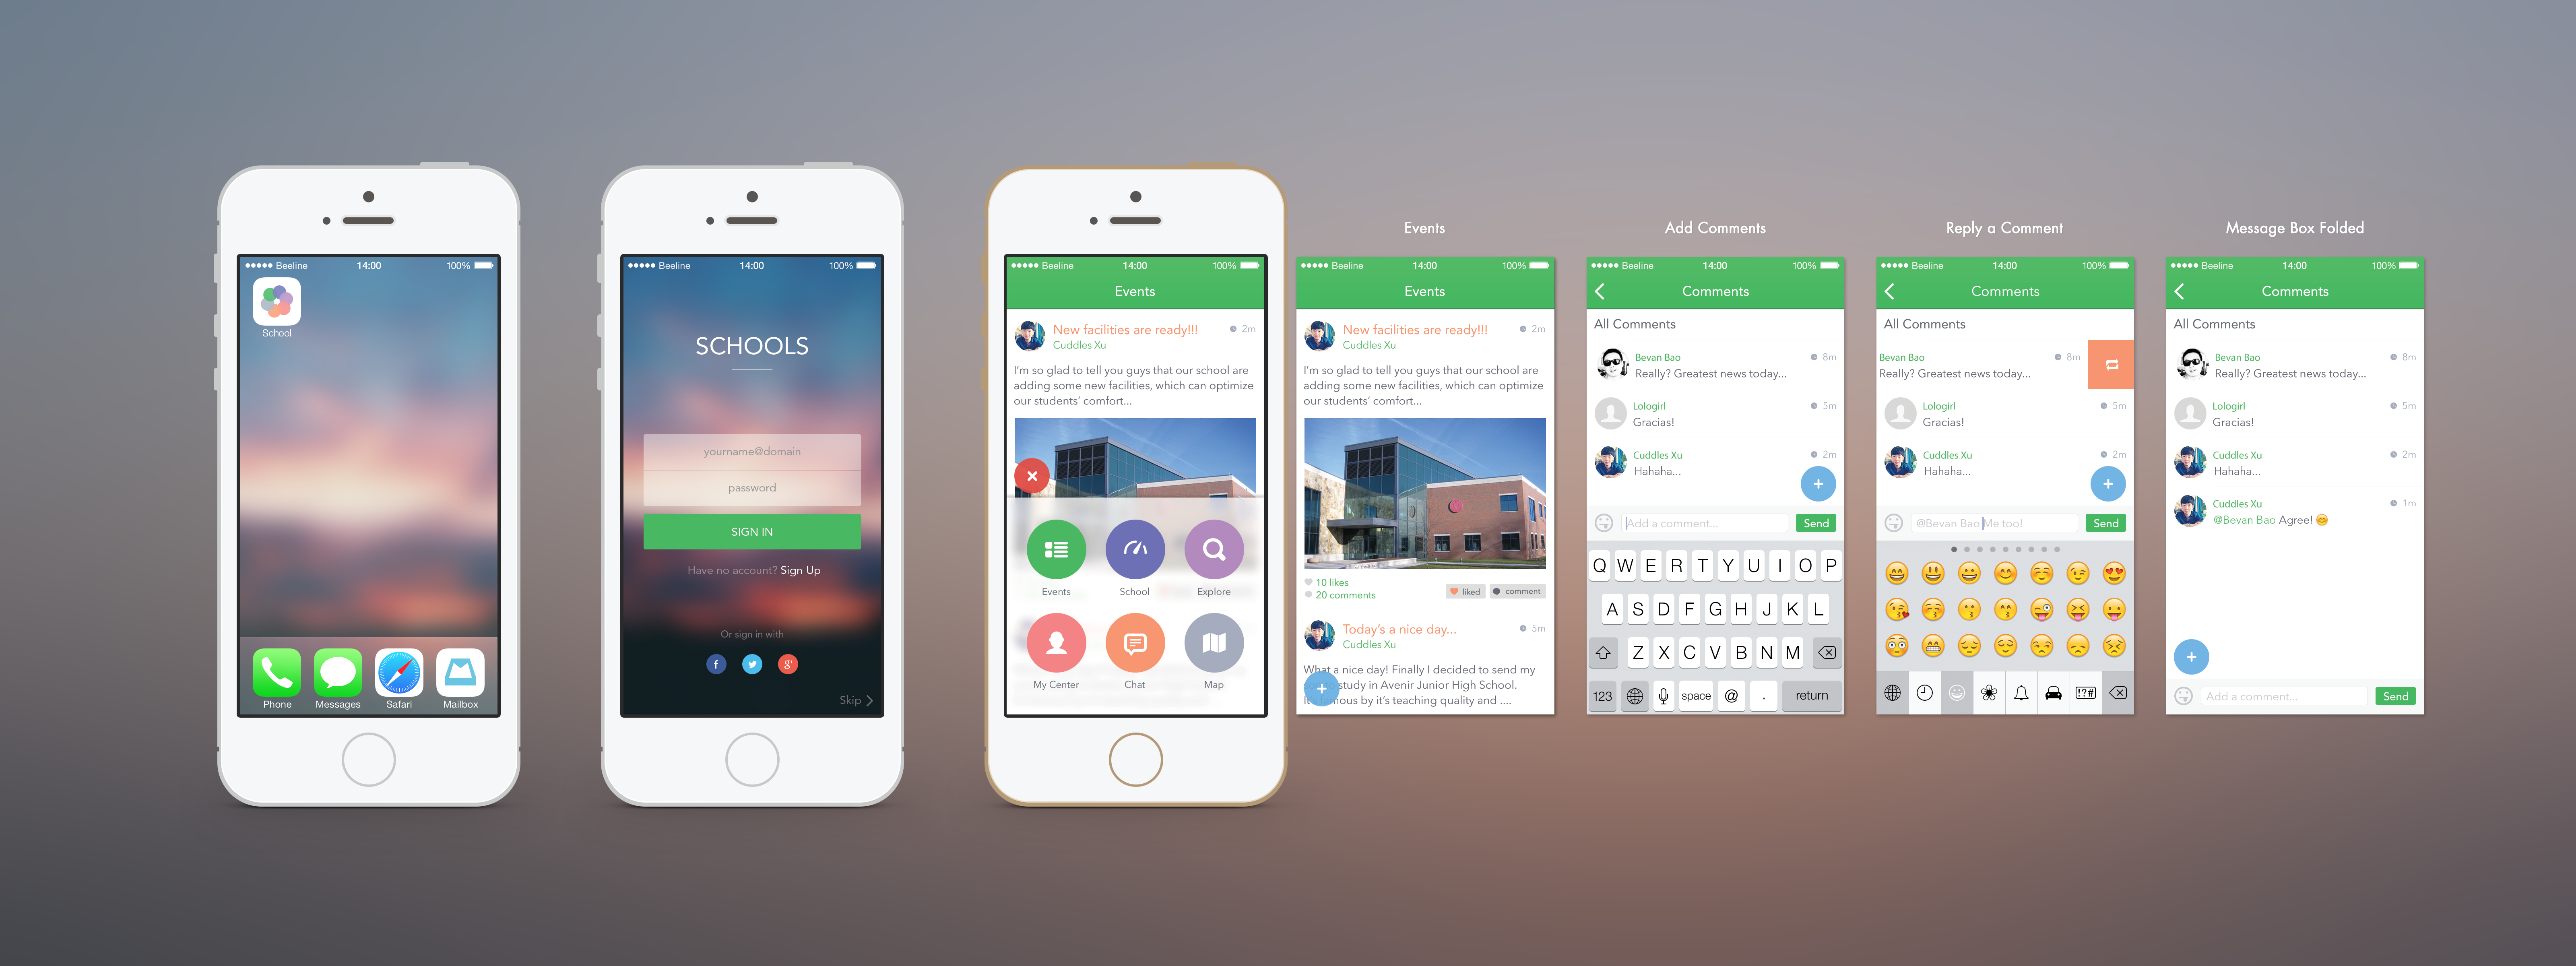 Beeline 14:00 100%
School
Phone Messages Safari Mailbox
Beeline 14:00 100%
SCHOOLS
yourname@domain
password
SIGN IN
Have no account? Sign Up
Or sign in with
f g+
Skip
Beeline 14:00 100%
Events
New facilities are ready!!! 2m
Cuddles Xu
I'm so glad to tell you guys that our school are
adding some new facilities, which can optimize
our students' comfort...
Events School Explore
My Center Chat Map
Events
Beeline 14:00 100%
Events
New facilities are ready!!! 2m
Cuddles Xu
I'm so glad to tell you guys that our school are
adding some new facilities, which can optimize
our students' comfort...
10 likes
20 comments
liked comment
Today's a nice day... 5m
Cuddles Xu
What a nice day! Finally I decided to send my
study in Avenir Junior High School.
by it's teaching quality and ....
Add Comments
Beeline 14:00 100%
Comments
All Comments
Bevan Bao 8m
Really? Greatest news today...
Lologirl 5m
Gracias!
Cuddles Xu 2m
Hahaha...
Add a comment... Send
Q W E R T Y U I O P
A S D F G H J K L
Z X C V B N M
123 space @ . return
Reply a Comment
Beeline 14:00 100%
Comments
All Comments
Bevan Bao 8m
Really? Greatest news today...
Lologirl 5m
Gracias!
Cuddles Xu 2m
Hahaha...
@Bevan Bao Me too! Send
!?#
Message Box Folded
Beeline 14:00 100%
Comments
All Comments
Bevan Bao 8m
Really? Greatest news today...
Lologirl 5m
Gracias!
Cuddles Xu 2m
Hahaha...
Cuddles Xu 1m
@Bevan Bao Agree! 😊
Add a comment... Send